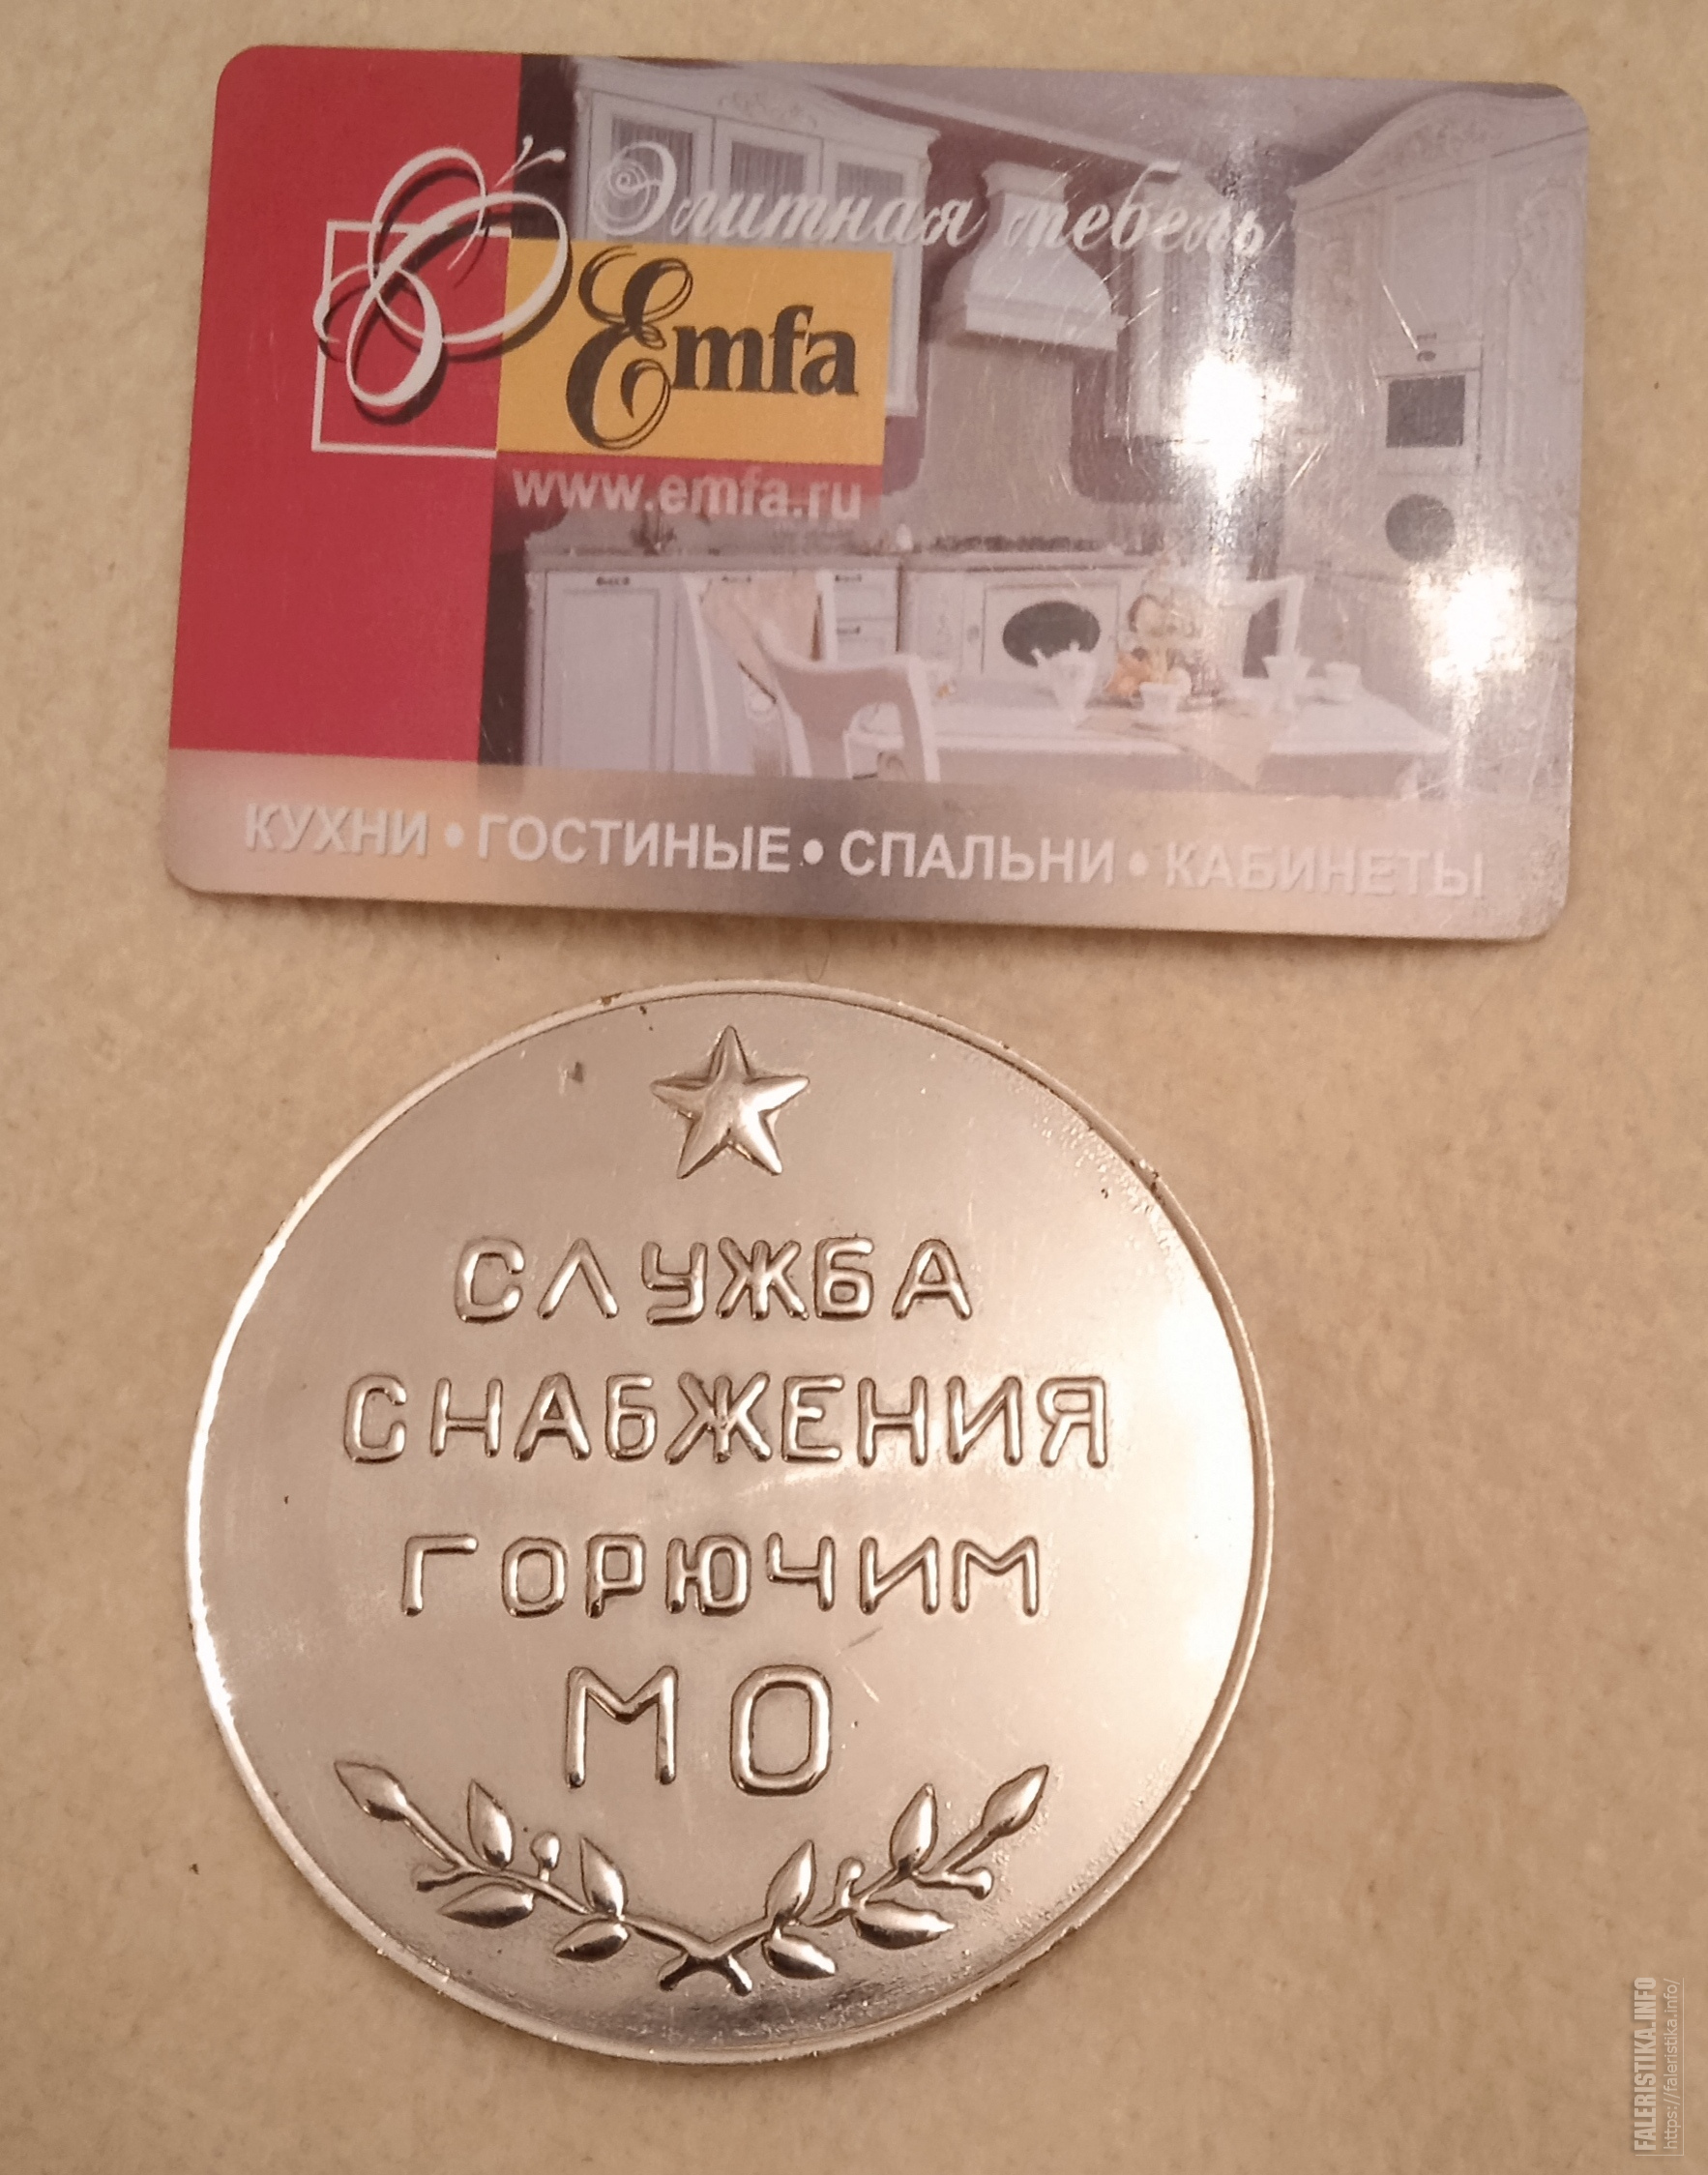 Элитная мебель
Emfa
www.emfa.ru
КУХНИ • ГОСТИНЫЕ • СПАЛЬНИ • КАБИНЕТЫ
СЛУЖБА
СНАБЖЕНИЯ
ГОРЮЧИМ
МО
FALERISTIKA.INFO
https://faleristika.info/